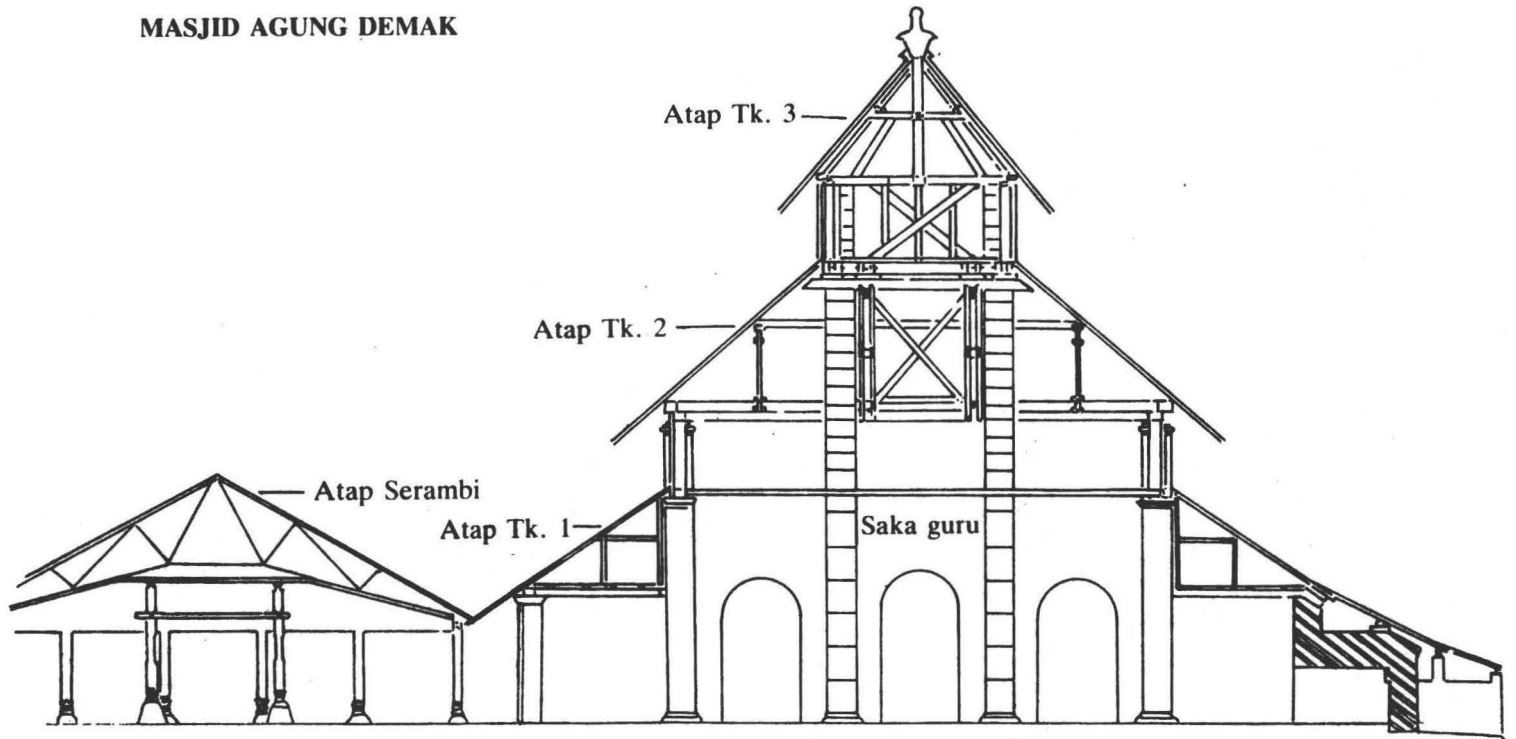 MASJID AGUNG DEMAK
Atap Tk. 3
Atap Tk. 2
Atap Serambi
Atap Tk. 1
Saka guru